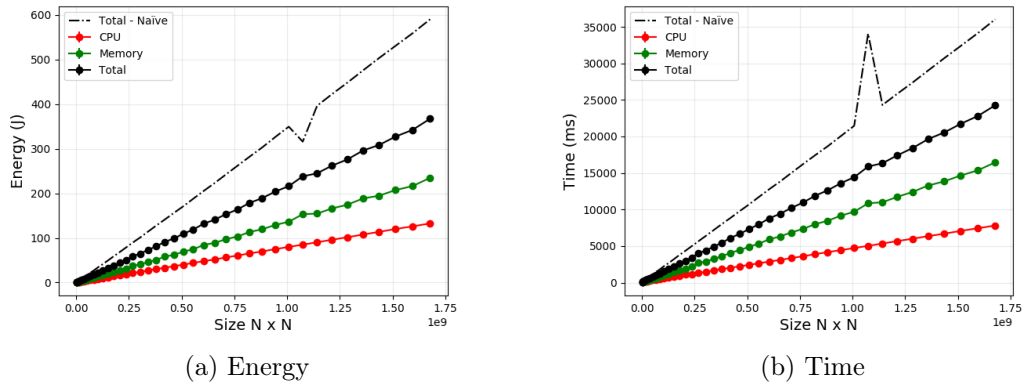 600
500
400
300
200
100
0
Energy (J)
Total - Naïve
CPU
Memory
Total
0.00 0.25 0.50 0.75 1.00 1.25 1.50 1.75
1e9
Size N x N
(a) Energy
35000
30000
25000
20000
15000
10000
5000
0
Time (ms)
Total - Naïve
CPU
Memory
Total
0.00 0.25 0.50 0.75 1.00 1.25 1.50 1.75
1e9
Size N x N
(b) Time